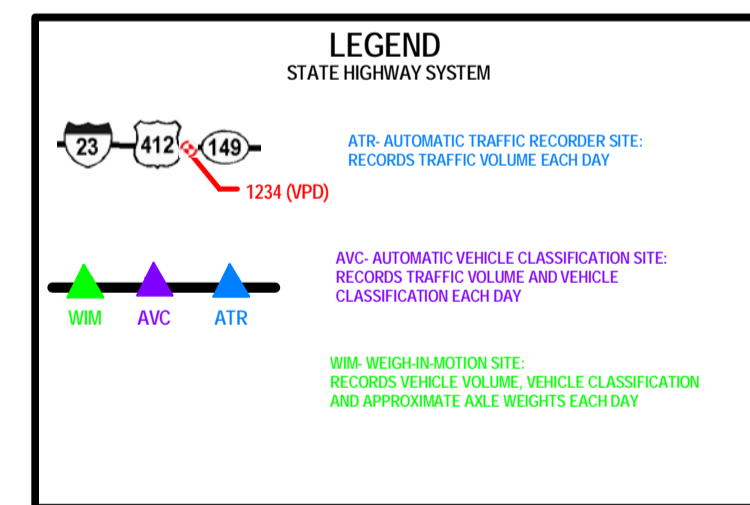 LEGEND
STATE HIGHWAY SYSTEM
23 412 149
1234 (VPD)
ATR- AUTOMATIC TRAFFIC RECORDER SITE:
RECORDS TRAFFIC VOLUME EACH DAY
WIM AVC ATR
AVC- AUTOMATIC VEHICLE CLASSIFICATION SITE:
RECORDS TRAFFIC VOLUME AND VEHICLE
CLASSIFICATION EACH DAY
WIM- WEIGH-IN-MOTION SITE:
RECORDS VEHICLE VOLUME, VEHICLE CLASSIFICATION
AND APPROXIMATE AXLE WEIGHTS EACH DAY